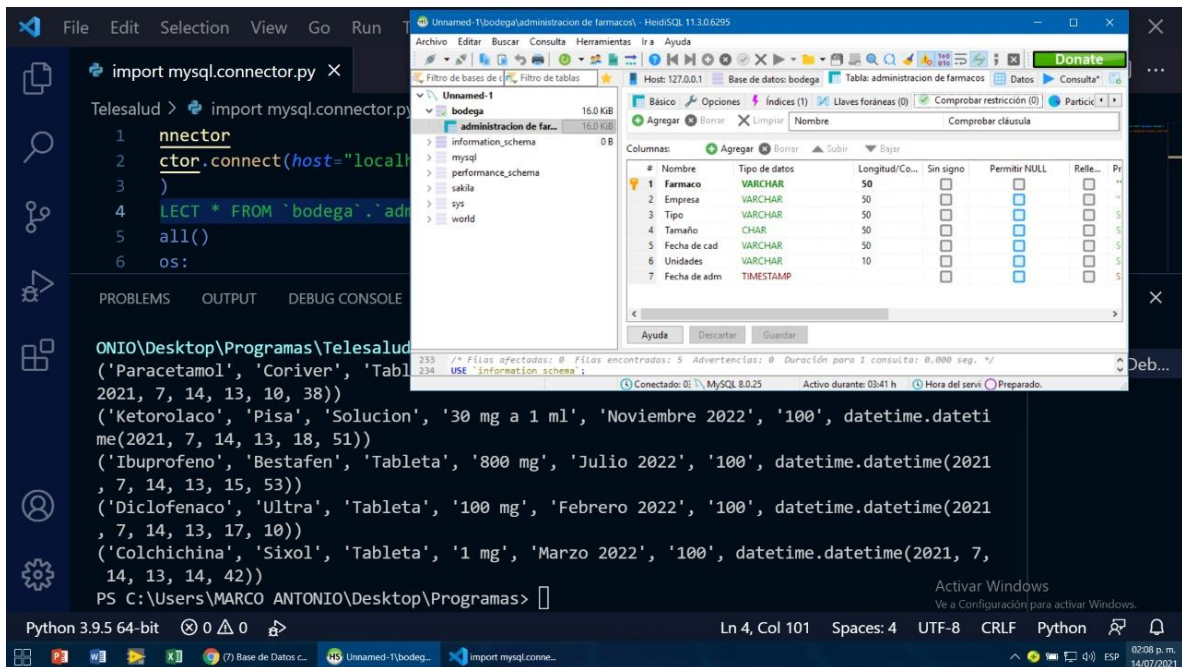 File Edit Selection View Go Run
import mysql.connector.py
Telesalud > import mysql.connector.py
1 nnector
2 ctor.connect(host="localh
3 )
4 LECT * FROM `bodega`.`adm
5 all()
6 os:
PROBLEMS OUTPUT DEBUG CONSOLE
Deb...
ONIO\Desktop\Programas\Telesalud
('Paracetamol', 'Coriver', 'Tabl
2021, 7, 14, 13, 10, 38))
('Ketorolaco', 'Pisa', 'Solucion', '30 mg a 1 ml', 'Noviembre 2022', '100', datetime.dateti
me(2021, 7, 14, 13, 18, 51))
('Ibuprofeno', 'Bestafen', 'Tableta', '800 mg', 'Julio 2022', '100', datetime.datetime(2021
, 7, 14, 13, 15, 53))
('Diclofenaco', 'Ultra', 'Tableta', '100 mg', 'Febrero 2022', '100', datetime.datetime(2021
, 7, 14, 13, 17, 10))
('Colchichina', 'Sixol', 'Tableta', '1 mg', 'Marzo 2022', '100', datetime.datetime(2021, 7,
14, 13, 14, 42))
PS C:\Users\MARCO ANTONIO\Desktop\Programas>
Unnamed-1\bodega\administracion de farmacos\ - HeidiSQL 11.3.0.6295
Archivo Editar Buscar Consulta Herramientas Ir a Ayuda
Donate
Filtro de bases de c Filtro de tablas
Host: 127.0.0.1 Base de datos: bodega Tabla: administracion de farmacos Datos Consulta*
Unnamed-1
bodega 16.0 KiB
administracion de far... 16.0 KiB
information_schema 0 B
mysql
performance_schema
sakila
sys
world
Básico Opciones Índices (1) Llaves foráneas (0) Comprobar restricción (0) Particic
Agregar Borrar Limpiar Nombre Comprobar cláusula
Columnas: Agregar Borrar Subir Bajar
# Nombre Tipo de datos Longitud/Co... Sin signo Permitir NULL Relle... Pr
1 Farmaco VARCHAR 50
2 Empresa VARCHAR 50
3 Tipo VARCHAR 50
4 Tamaño CHAR 50
5 Fecha de cad VARCHAR 50
6 Unidades VARCHAR 10
7 Fecha de adm TIMESTAMP
Ayuda Descartar Guardar
233 /* Filas afectadas: 0 Filas encontradas: 5 Advertencias: 0 Duración para 1 consulta: 0.000 seg. */
234 USE `information_schema`;
Conectado: 0: MySQL 8.0.25 Activo durante: 03:41 h Hora del servi Preparado.
Activar Windows
Ve a Configuración para activar Windows.
Python 3.9.5 64-bit 0 0 Ln 4, Col 101 Spaces: 4 UTF-8 CRLF Python
(7) Base de Datos c... Unnamed-1\bodeg... import mysql.conne... ESP 02:08 p. m.
14/07/2021